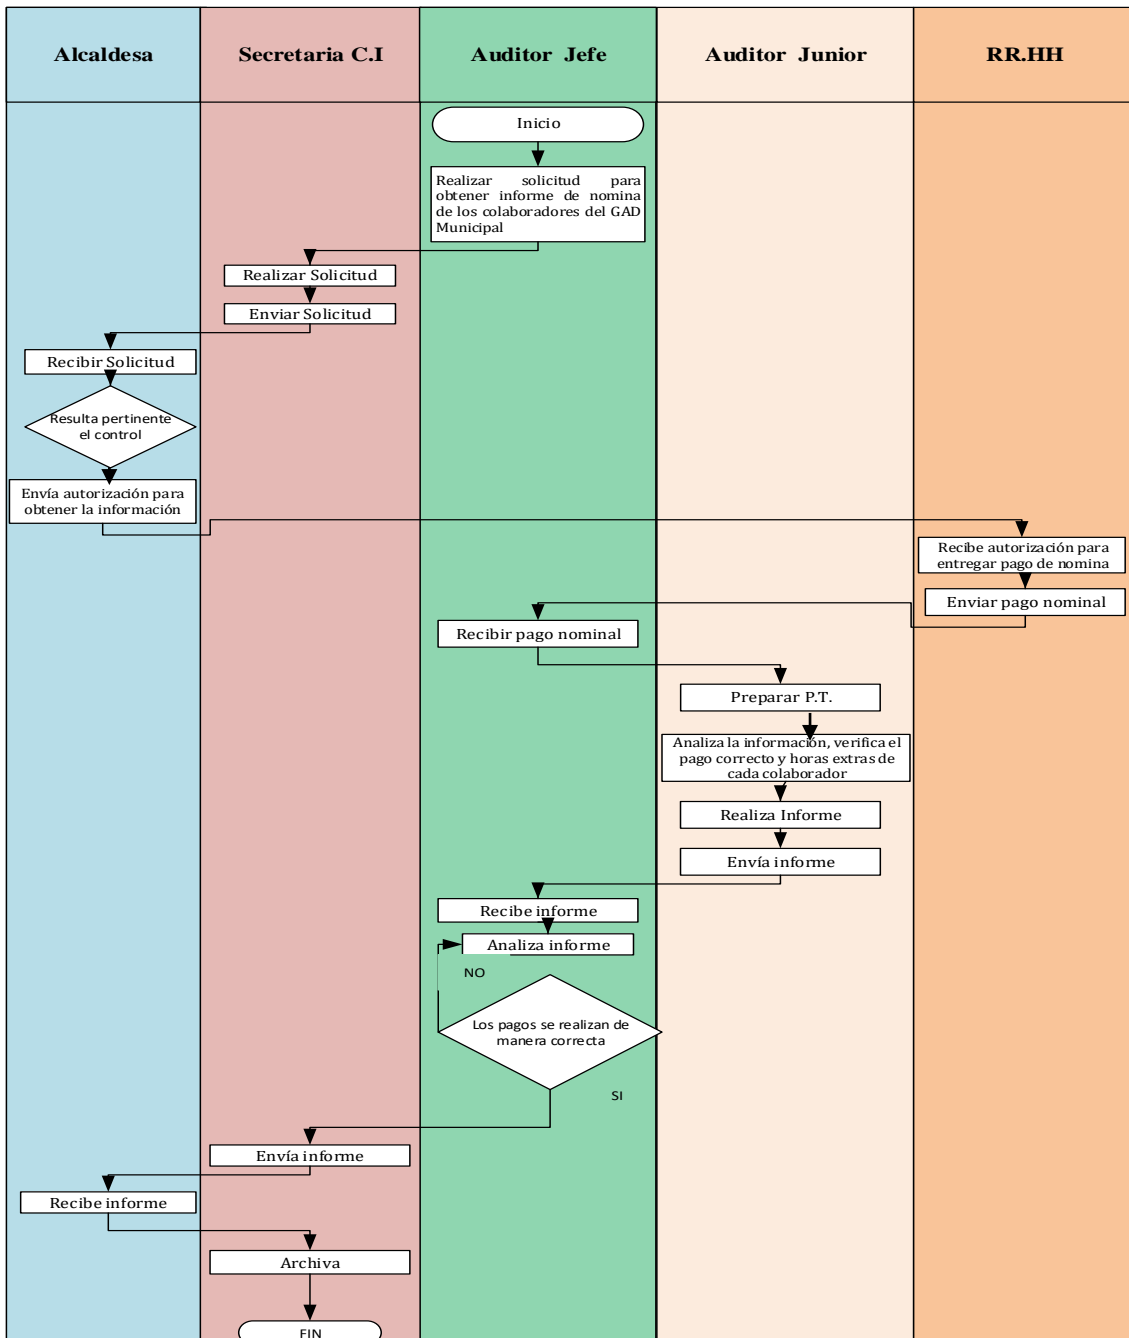 Alcaldesa
Secretaria C.I
Auditor Jefe
Auditor Junior
RR.HH
Inicio
Realizar solicitud para
obtener informe de nomina
de los colaboradores del GAD
Municipal
Realizar Solicitud
Enviar Solicitud
Recibir Solicitud
Resulta pertinente
el control
Envía autorización para
obtener la información
Recibe autorización para
entregar pago de nomina
Enviar pago nominal
Recibir pago nominal
Preparar P.T.
Analiza la información, verifica el
pago correcto y horas extras de
cada colaborador
Realiza Informe
Envía informe
Recibe informe
Analiza informe
NO
Los pagos se realizan de
manera correcta
SI
Envía informe
Recibe informe
Archiva
FIN